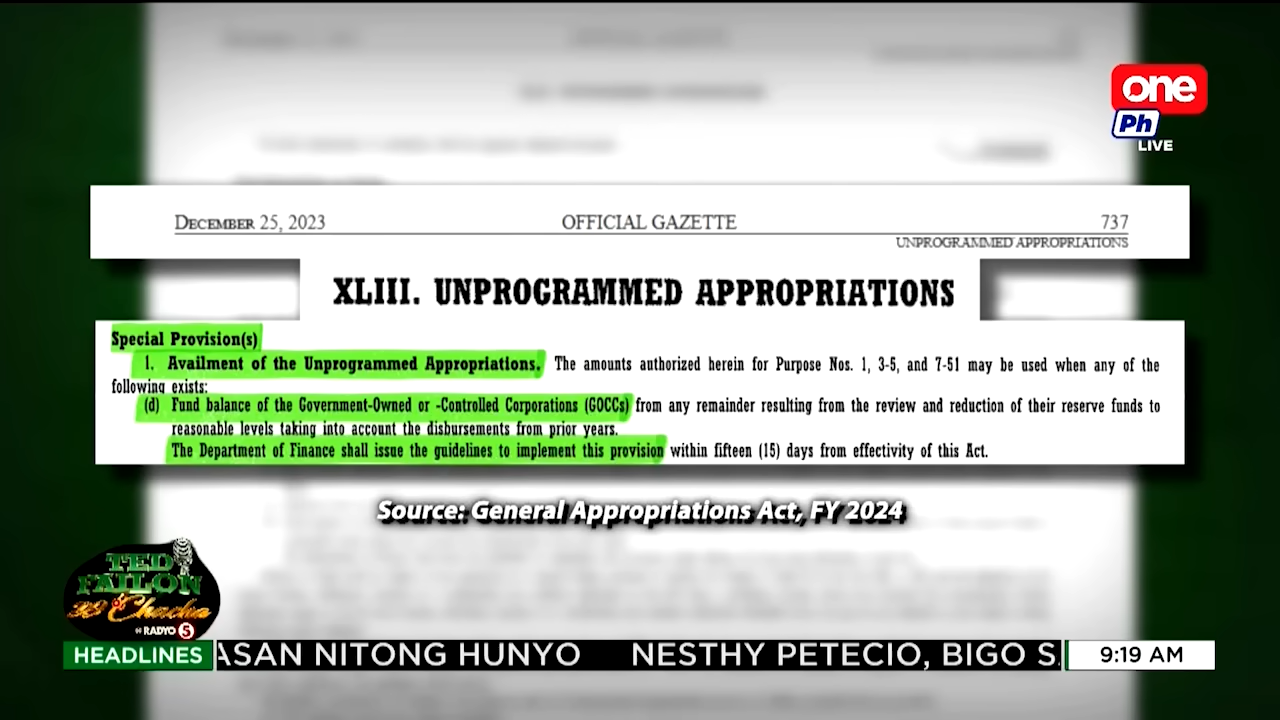 one
Ph
LIVE
DECEMBER 25, 2023 OFFICIAL GAZETTE 737
UNPROGRAMMED APPROPRIATIONS
XLIII. UNPROGRAMMED APPROPRIATIONS
Special Provision(s)
1. Availment of the Unprogrammed Appropriations. The amounts authorized herein for Purpose Nos. 1, 3-5, and 7-51 may be used when any of the
following exists:
(d) Fund balance of the Government-Owned or -Controlled Corporations (GOCCs) from any remainder resulting from the review and reduction of their reserve funds to
reasonable levels taking into account the disbursements from prior years.
The Department of Finance shall issue the guidelines to implement this provision within fifteen (15) days from effectivity of this Act.
Source: General Appropriations Act, FY 2024
TED
FAILON
Chacha
RADYO 5
HEADLINES ASAN NITONG HUNYO NESTHY PETECIO, BIGO S 9:19 AM